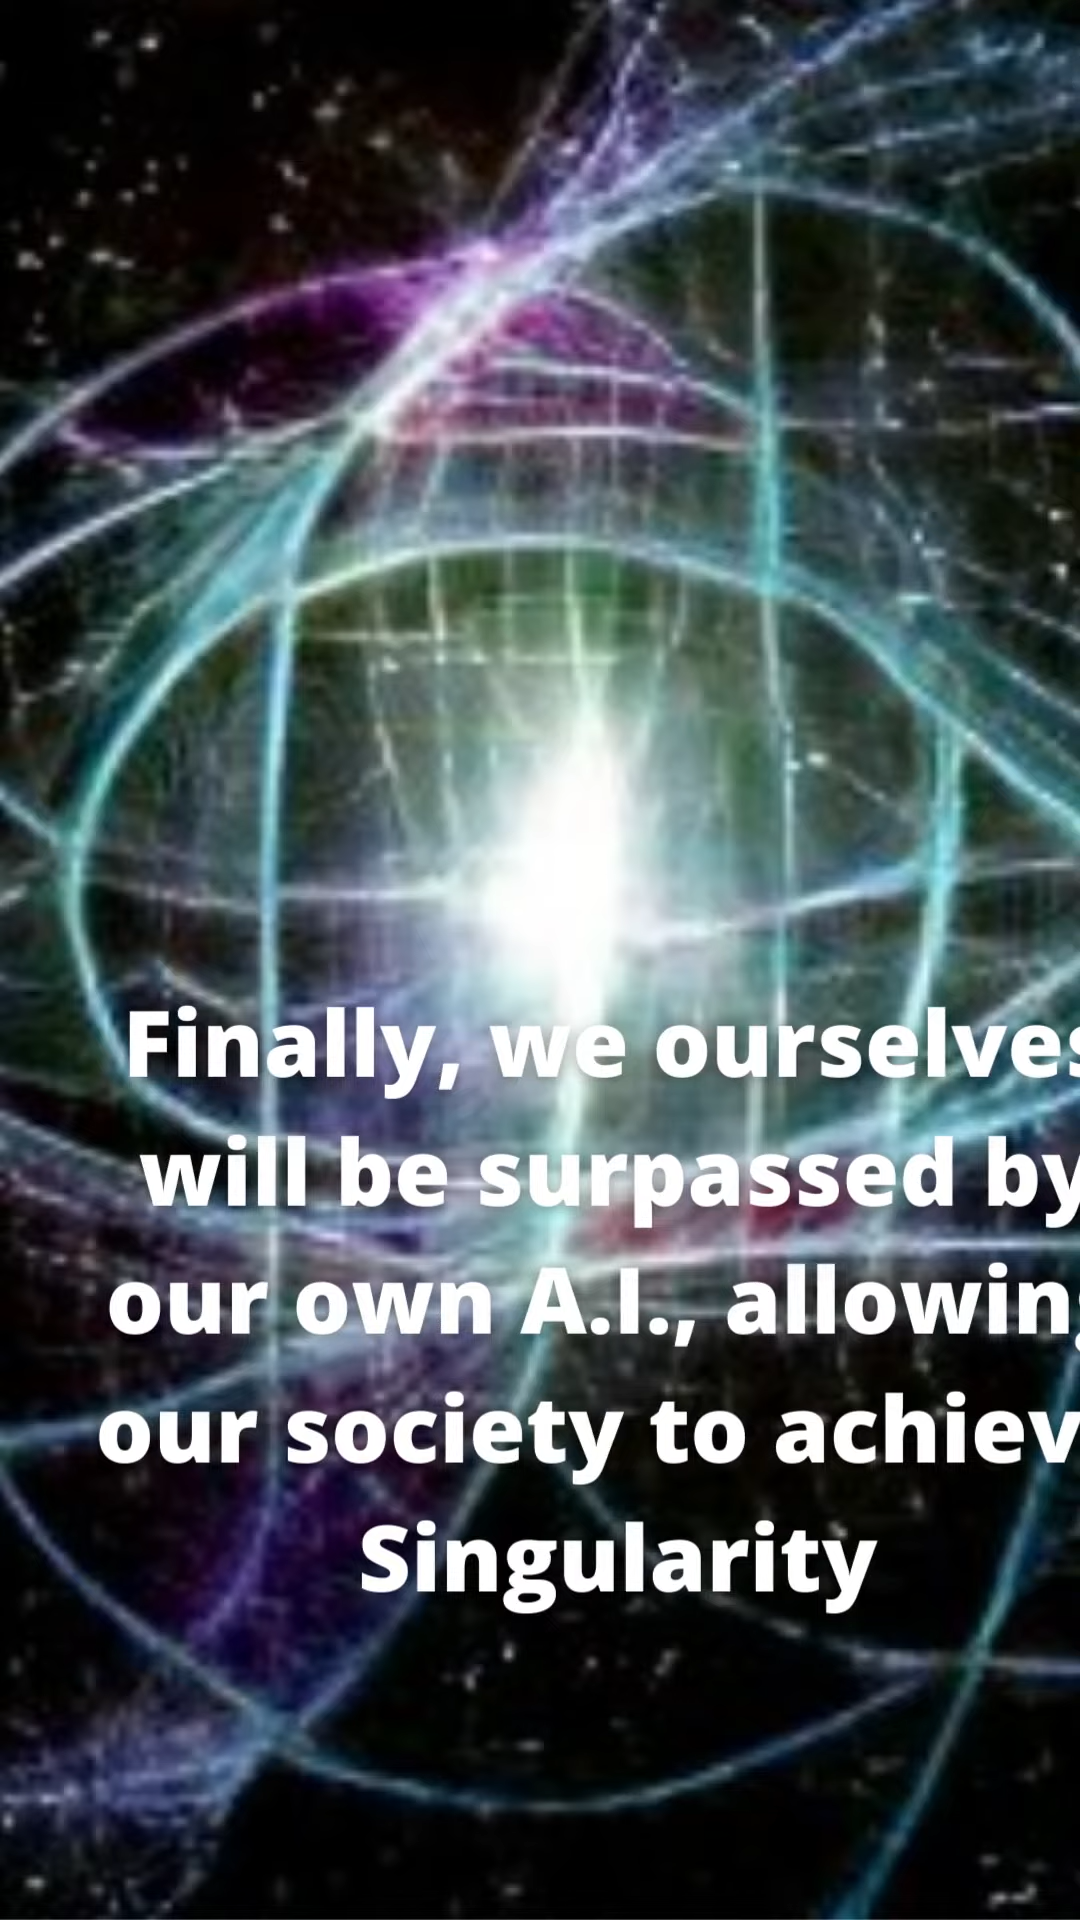 Finally, we ourselves
will be surpassed by
our own A.I., allowing
our society to achiev
Singularity